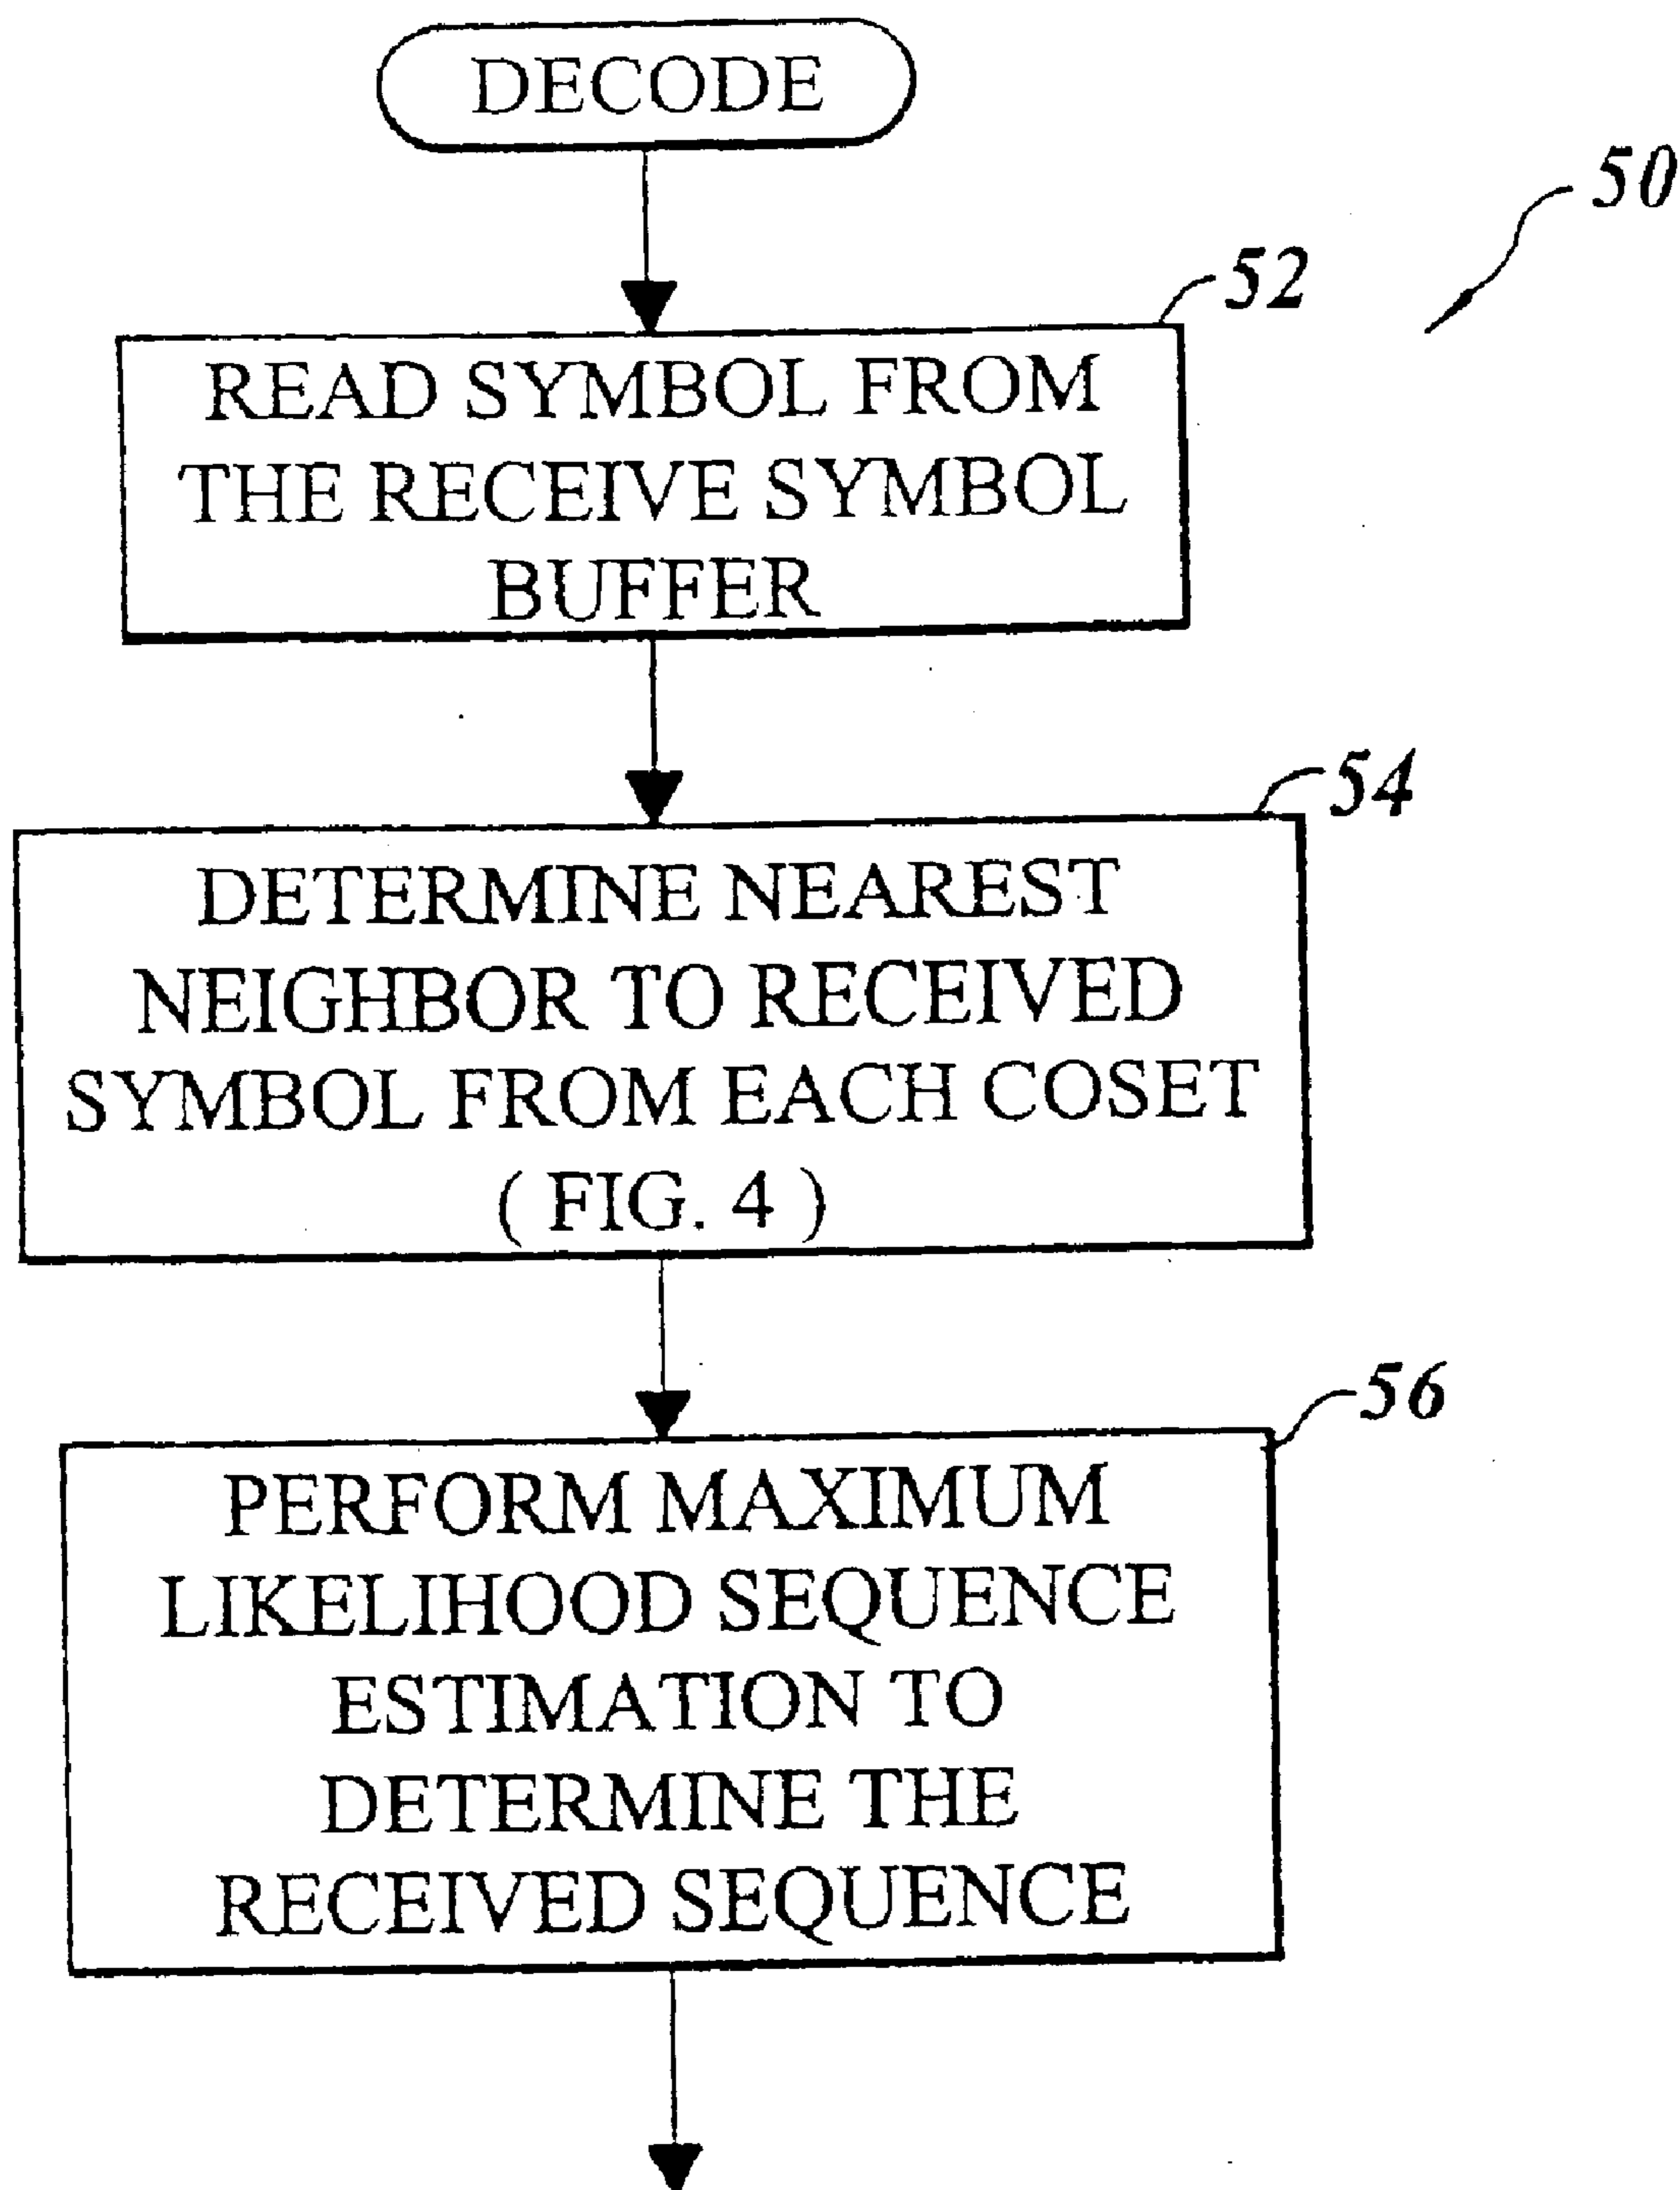 DECODE
50
52
READ SYMBOL FROM
THE RECEIVE SYMBOL
BUFFER
54
DETERMINE NEAREST
NEIGHBOR TO RECEIVED
SYMBOL FROM EACH COSET
( FIG. 4 )
56
PERFORM MAXIMUM
LIKELIHOOD SEQUENCE
ESTIMATION TO
DETERMINE THE
RECEIVED SEQUENCE